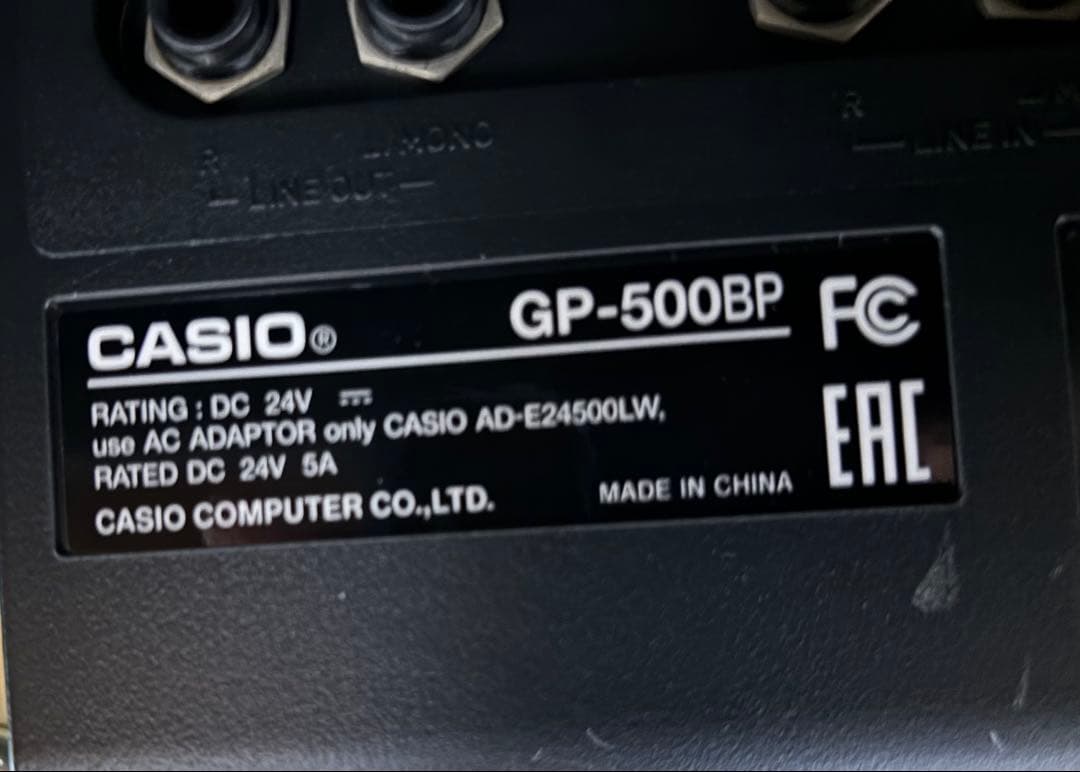 R L/MONO
LINE OUT
R
LINE IN
CASIO® GP-500BP FC
RATING : DC 24V ⎓
use AC ADAPTOR only CASIO AD-E24500LW,
RATED DC 24V 5A
CASIO COMPUTER CO.,LTD. MADE IN CHINA
EAC